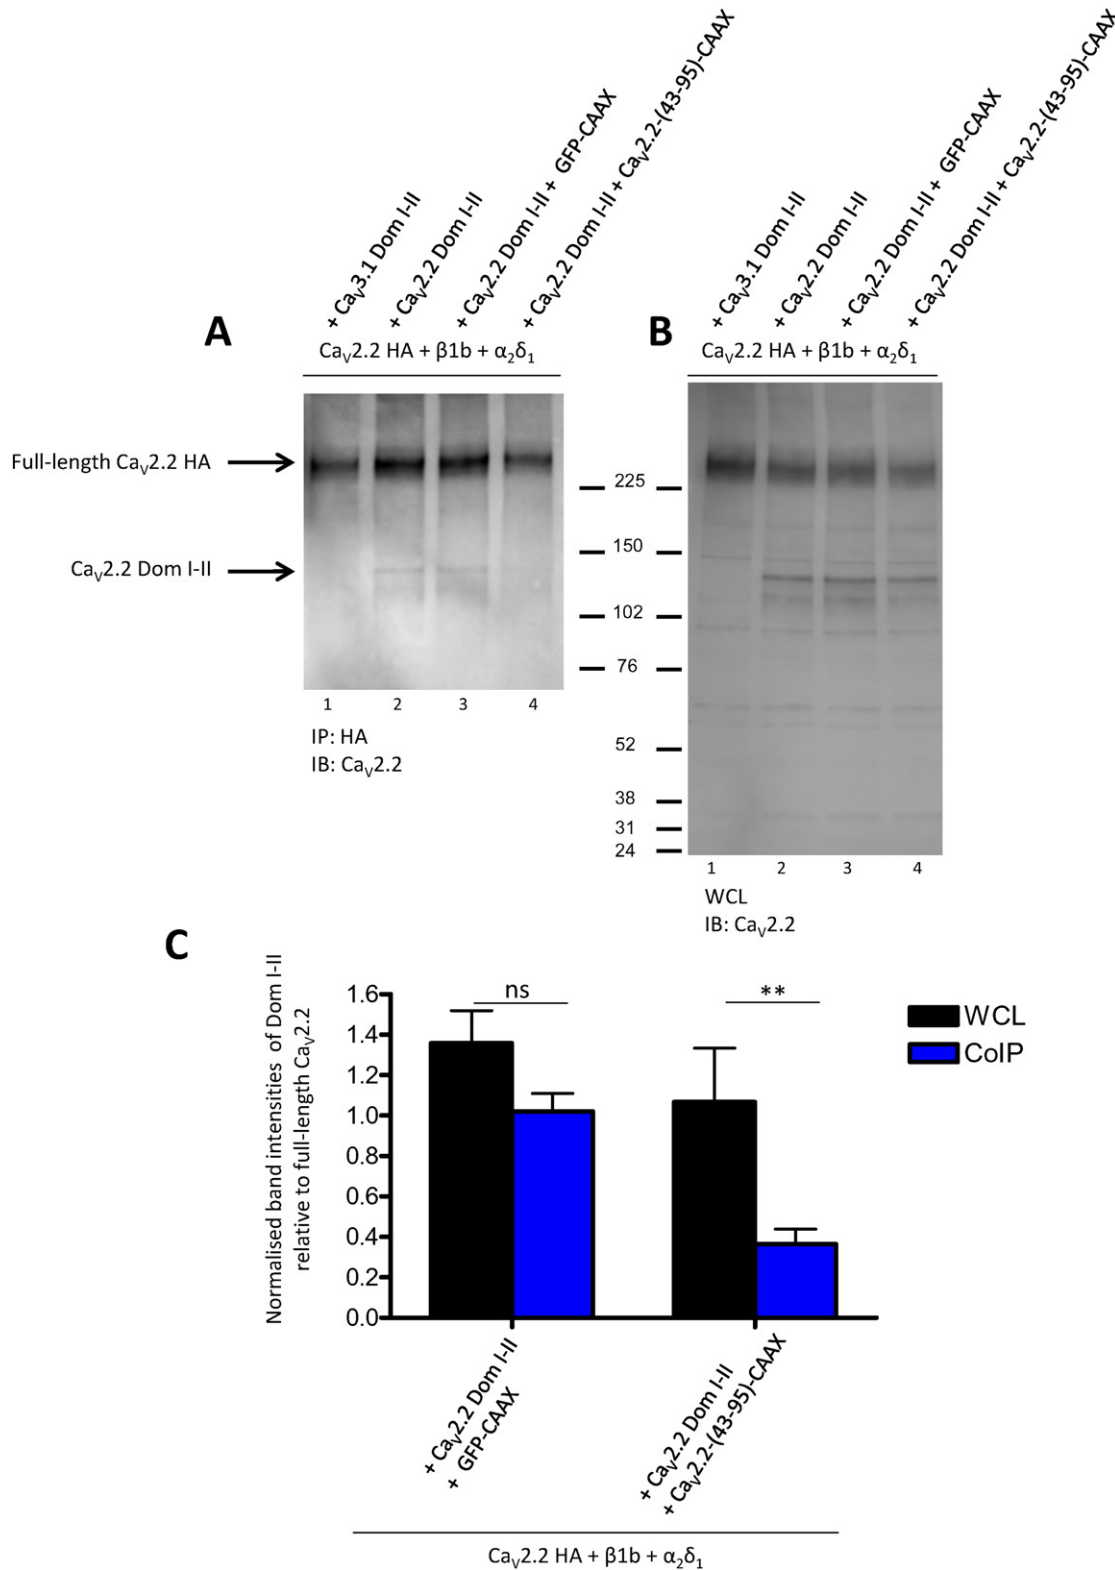 A
+ CaV3.1 Dom I-II
+ CaV2.2 Dom I-II
+ CaV2.2 Dom I-II + GFP-CAAX
+ CaV2.2 Dom I-II + CaV2.2-(43-95)-CAAX
CaV2.2 HA + β1b + α2δ1
Full-length CaV2.2 HA
CaV2.2 Dom I-II
1 2 3 4
IP: HA
IB: CaV2.2
B
+ CaV3.1 Dom I-II
+ CaV2.2 Dom I-II
+ CaV2.2 Dom I-II + GFP-CAAX
+ CaV2.2 Dom I-II + CaV2.2-(43-95)-CAAX
CaV2.2 HA + β1b + α2δ1
225
150
102
76
52
38
31
24
1 2 3 4
WCL
IB: CaV2.2
C
Normalised band intensities of Dom I-II
relative to full-length CaV2.2
1.6
1.4
1.2
1.0
0.8
0.6
0.4
0.2
0.0
ns
**
WCL
CoIP
+ CaV2.2 Dom I-II
+ GFP-CAAX
+ CaV2.2 Dom I-II
+ CaV2.2-(43-95)-CAAX
CaV2.2 HA + β1b + α2δ1